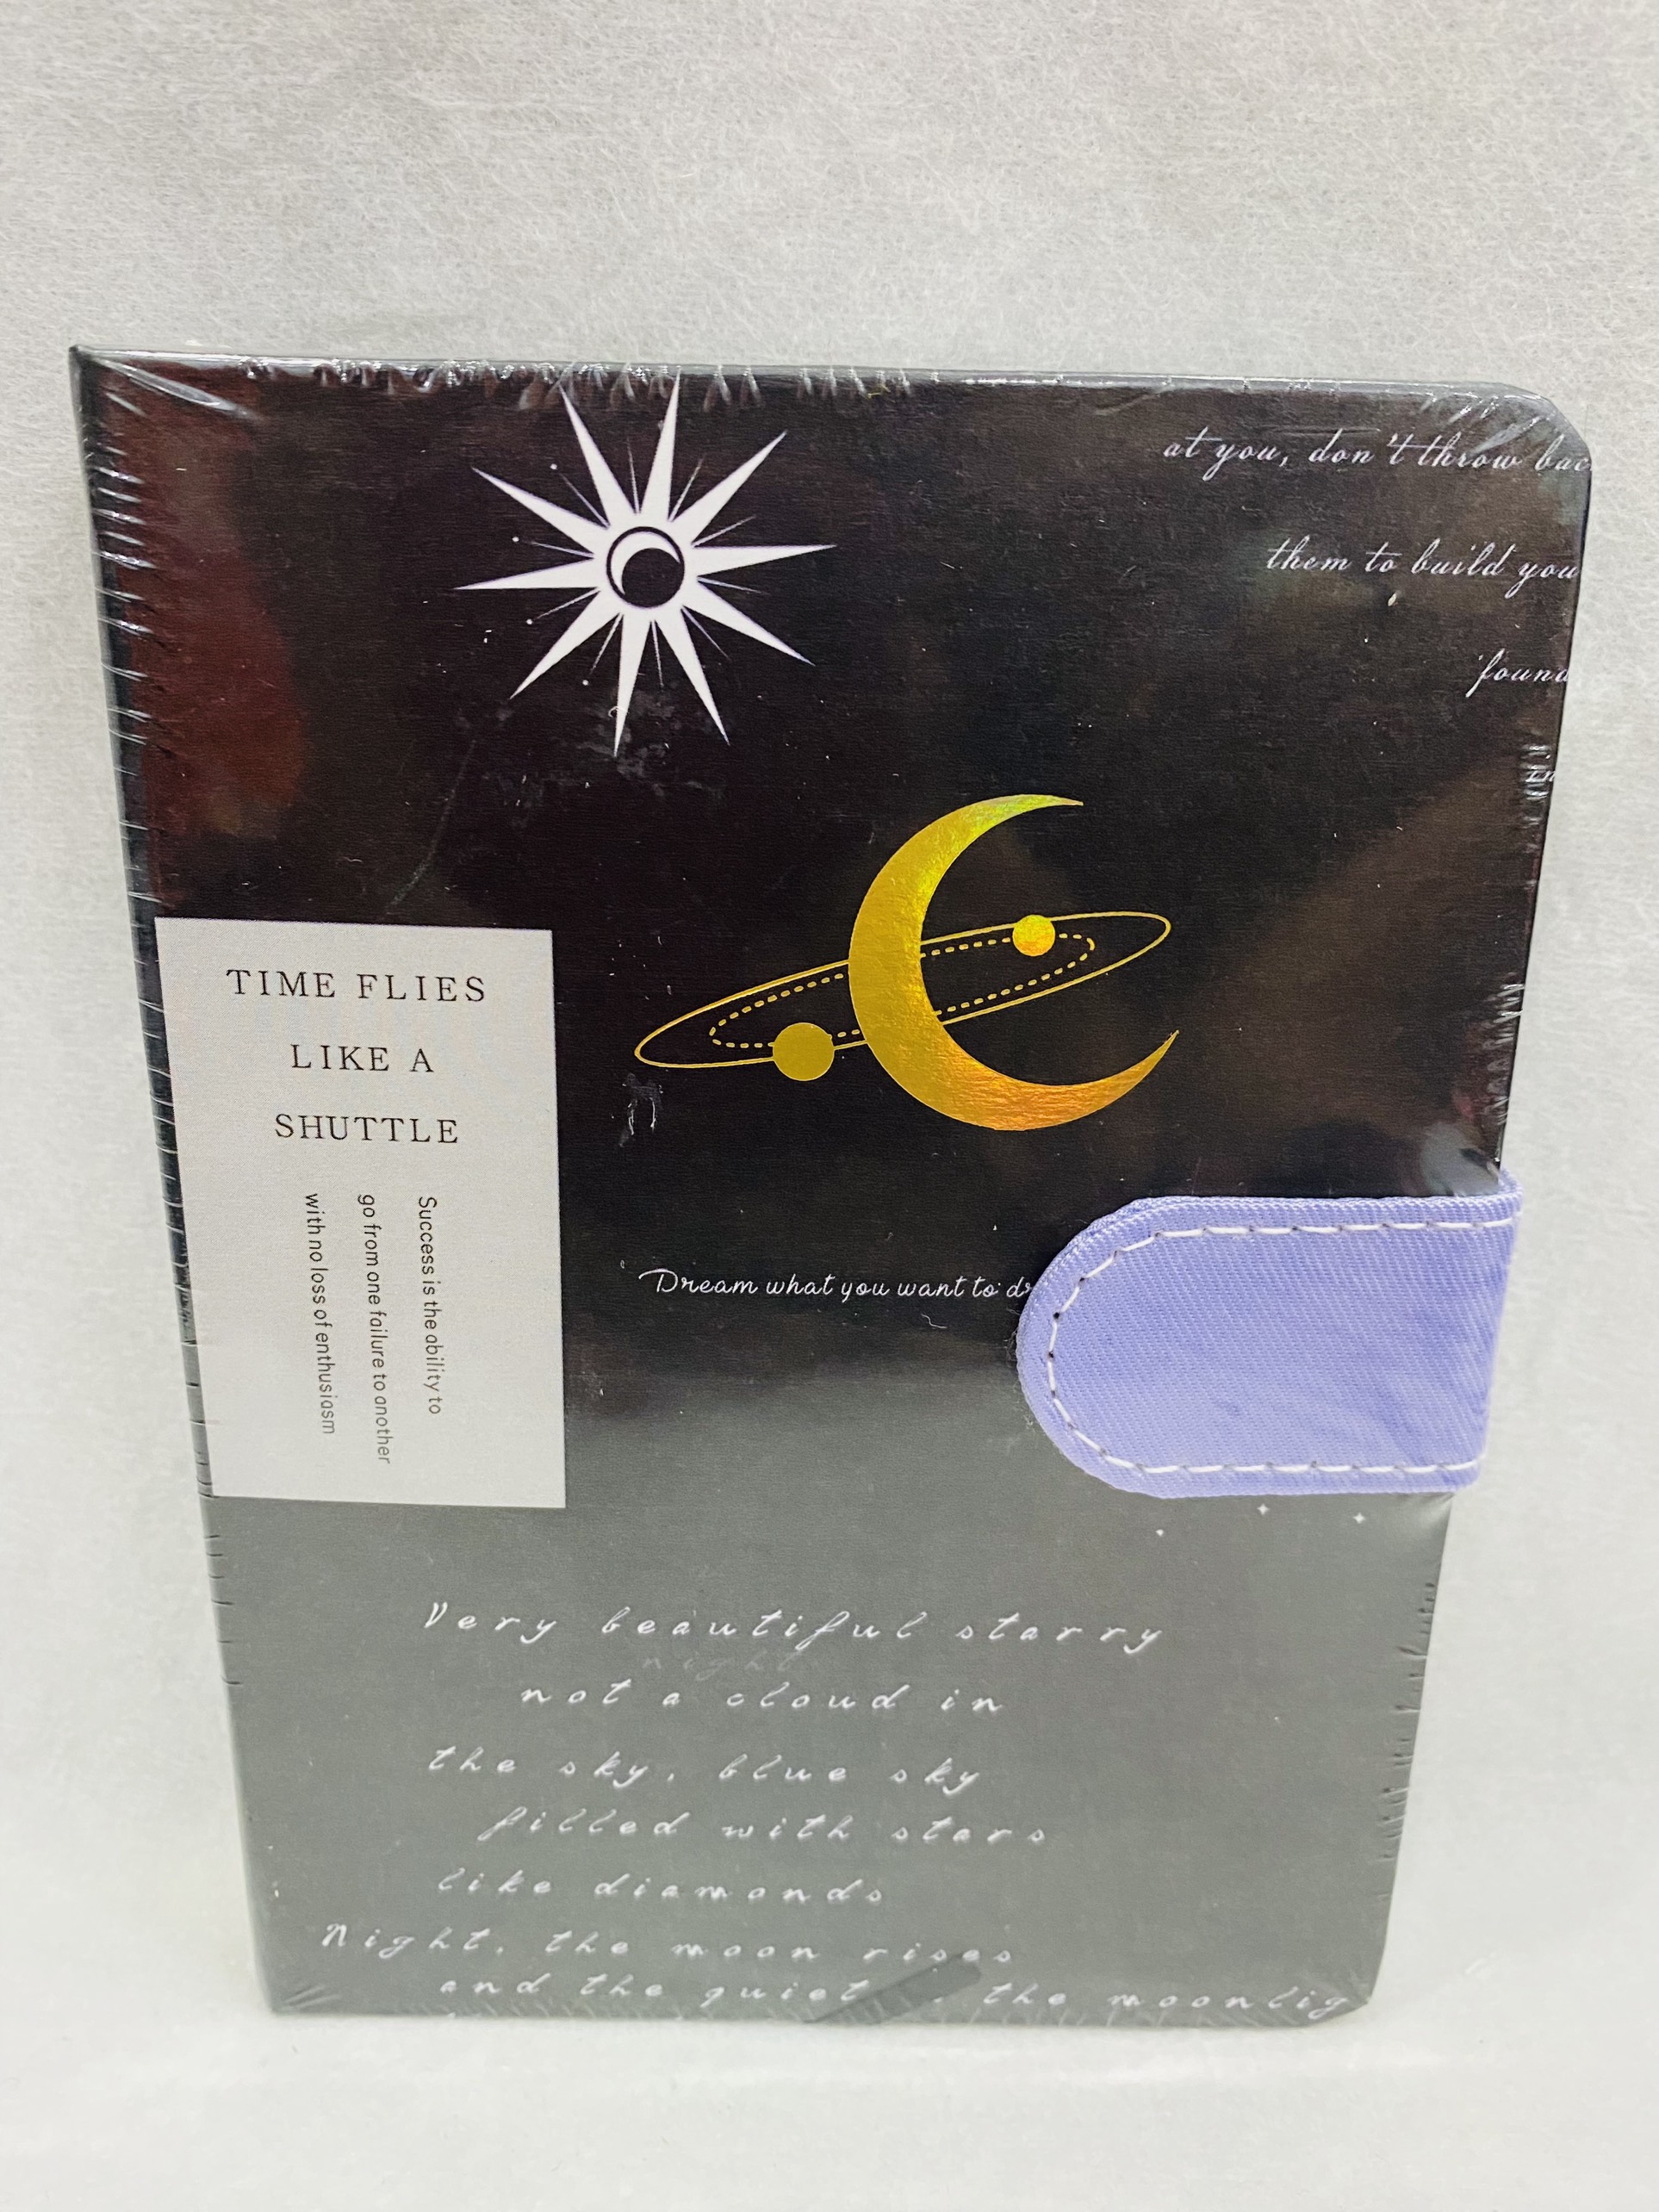 at you, don't throw bac
them to build you
found
in
TIME FLIES
LIKE A
SHUTTLE
Success is the ability to
go from one failure to another
with no loss of enthusiasm
Dream what you want to dr
Very beautiful starry
night
not a cloud in
the sky, blue sky
filled with stars
like diamonds
Night, the moon rises
and the quiet the moonlig